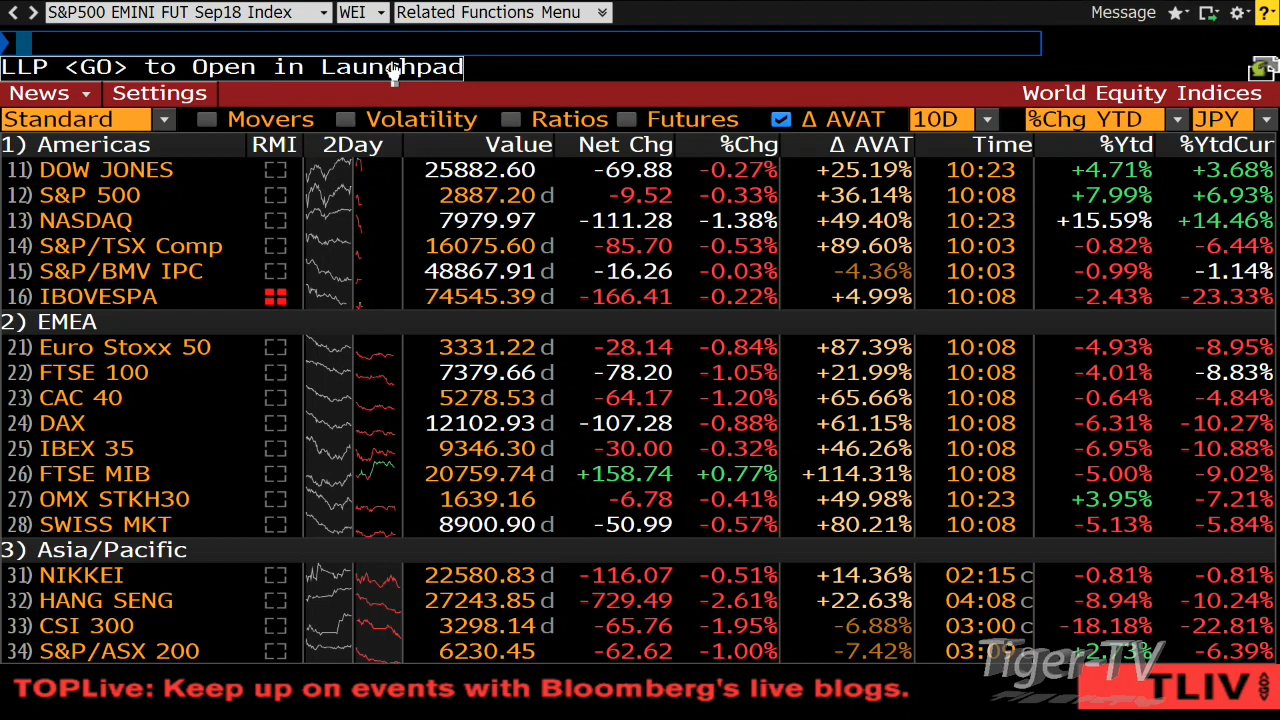 S&P500 EMINI FUT Sep18 Index WEI Related Functions Menu Message ?
LLP <GO> to Open in Launchpad
News Settings World Equity Indices
Standard Movers Volatility Ratios Futures Δ AVAT 10D %Chg YTD JPY
1) Americas RMI 2Day Value Net Chg %Chg Δ AVAT Time %Ytd %YtdCur
11) DOW JONES 25882.60 -69.88 -0.27% +25.19% 10:23 +4.71% +3.68%
12) S&P 500 2887.20 d -9.52 -0.33% +36.14% 10:08 +7.99% +6.93%
13) NASDAQ 7979.97 -111.28 -1.38% +49.40% 10:23 +15.59% +14.46%
14) S&P/TSX Comp 16075.60 d -85.70 -0.53% +89.60% 10:03 -0.82% -6.44%
15) S&P/BMV IPC 48867.91 d -16.26 -0.03% -4.36% 10:03 -0.99% -1.14%
16) IBOVESPA 74545.39 d -166.41 -0.22% +4.99% 10:08 -2.43% -23.33%
2) EMEA
21) Euro Stoxx 50 3331.22 d -28.14 -0.84% +87.39% 10:08 -4.93% -8.95%
22) FTSE 100 7379.66 d -78.20 -1.05% +21.99% 10:08 -4.01% -8.83%
23) CAC 40 5278.53 d -64.17 -1.20% +65.66% 10:08 -0.64% -4.84%
24) DAX 12102.93 d -107.28 -0.88% +61.15% 10:08 -6.31% -10.27%
25) IBEX 35 9346.30 d -30.00 -0.32% +46.26% 10:08 -6.95% -10.88%
26) FTSE MIB 20759.74 d +158.74 +0.77% +114.31% 10:08 -5.00% -9.02%
27) OMX STKH30 1639.16 -6.78 -0.41% +49.98% 10:23 +3.95% -7.21%
28) SWISS MKT 8900.90 d -50.99 -0.57% +80.21% 10:08 -5.13% -5.84%
3) Asia/Pacific
31) NIKKEI 22580.83 d -116.07 -0.51% +14.36% 02:15 c -0.81% -0.81%
32) HANG SENG 27243.85 d -729.49 -2.61% +22.63% 04:08 c -8.94% -10.24%
33) CSI 300 3298.14 d -65.76 -1.95% -6.88% 03:00 c -18.18% -22.81%
34) S&P/ASX 200 6230.45 -62.62 -1.00% -7.42% 03:09 c +2.73% -6.39%
Tiger-TV
TOPLive: Keep up on events with Bloomberg's live blogs. TLIV